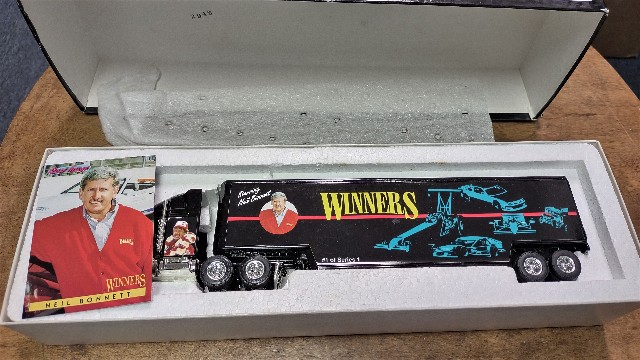 Starring
Neil Bonnett
WINNERS
#1 of Series 1
WINNERS
NEIL BONNETT